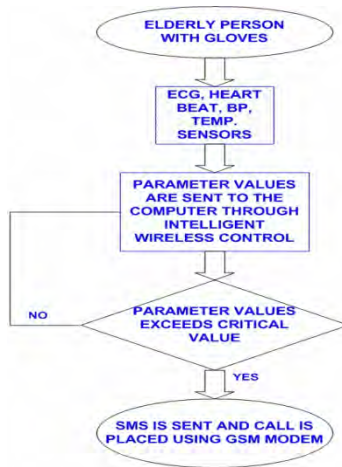 ELDERLY PERSON
WITH GLOVES
ECG, HEART
BEAT, BP,
TEMP.
SENSORS
PARAMETER VALUES
ARE SENT TO THE
COMPUTER THROUGH
INTELLIGENT
WIRELESS CONTROL
PARAMETER VALUES
EXCEEDS CRITICAL
VALUE
NO
YES
SMS IS SENT AND CALL IS
PLACED USING GSM MODEM